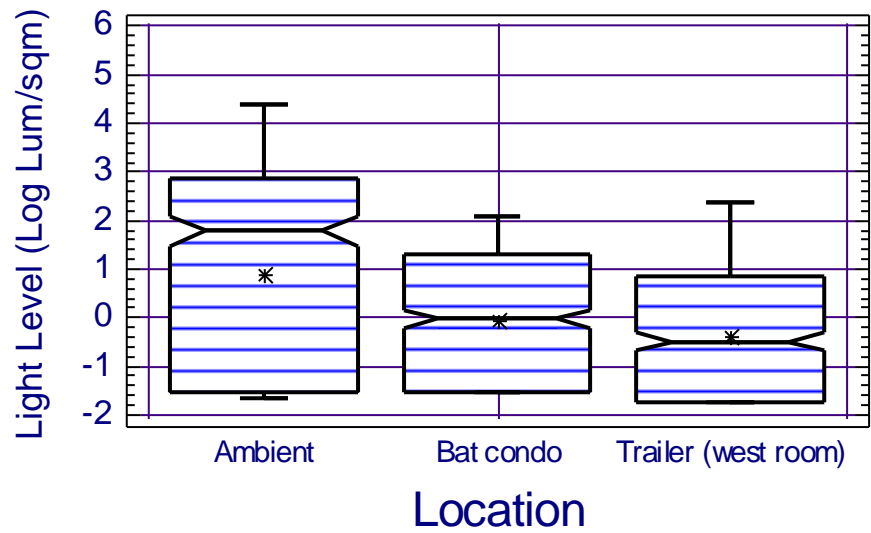 Light Level (Log Lum/sqm)
6
5
4
3
2
1
0
-1
-2
Ambient
Bat condo
Trailer (west room)
Location